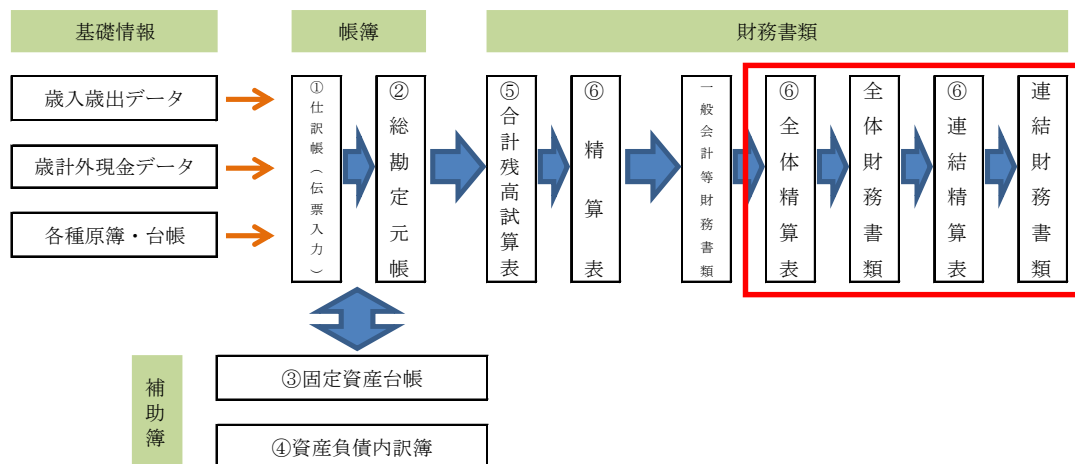 基礎情報
帳簿
財務書類
歳入歳出データ
歳計外現金データ
各種原簿・台帳
①仕訳帳（伝票入力）
②総勘定元帳
⑤合計残高試算表
⑥精算表
一般会計等財務書類
⑥全体精算表
全体財務書類
⑥連結精算表
連結財務書類
補助簿
③固定資産台帳
④資産負債内訳簿